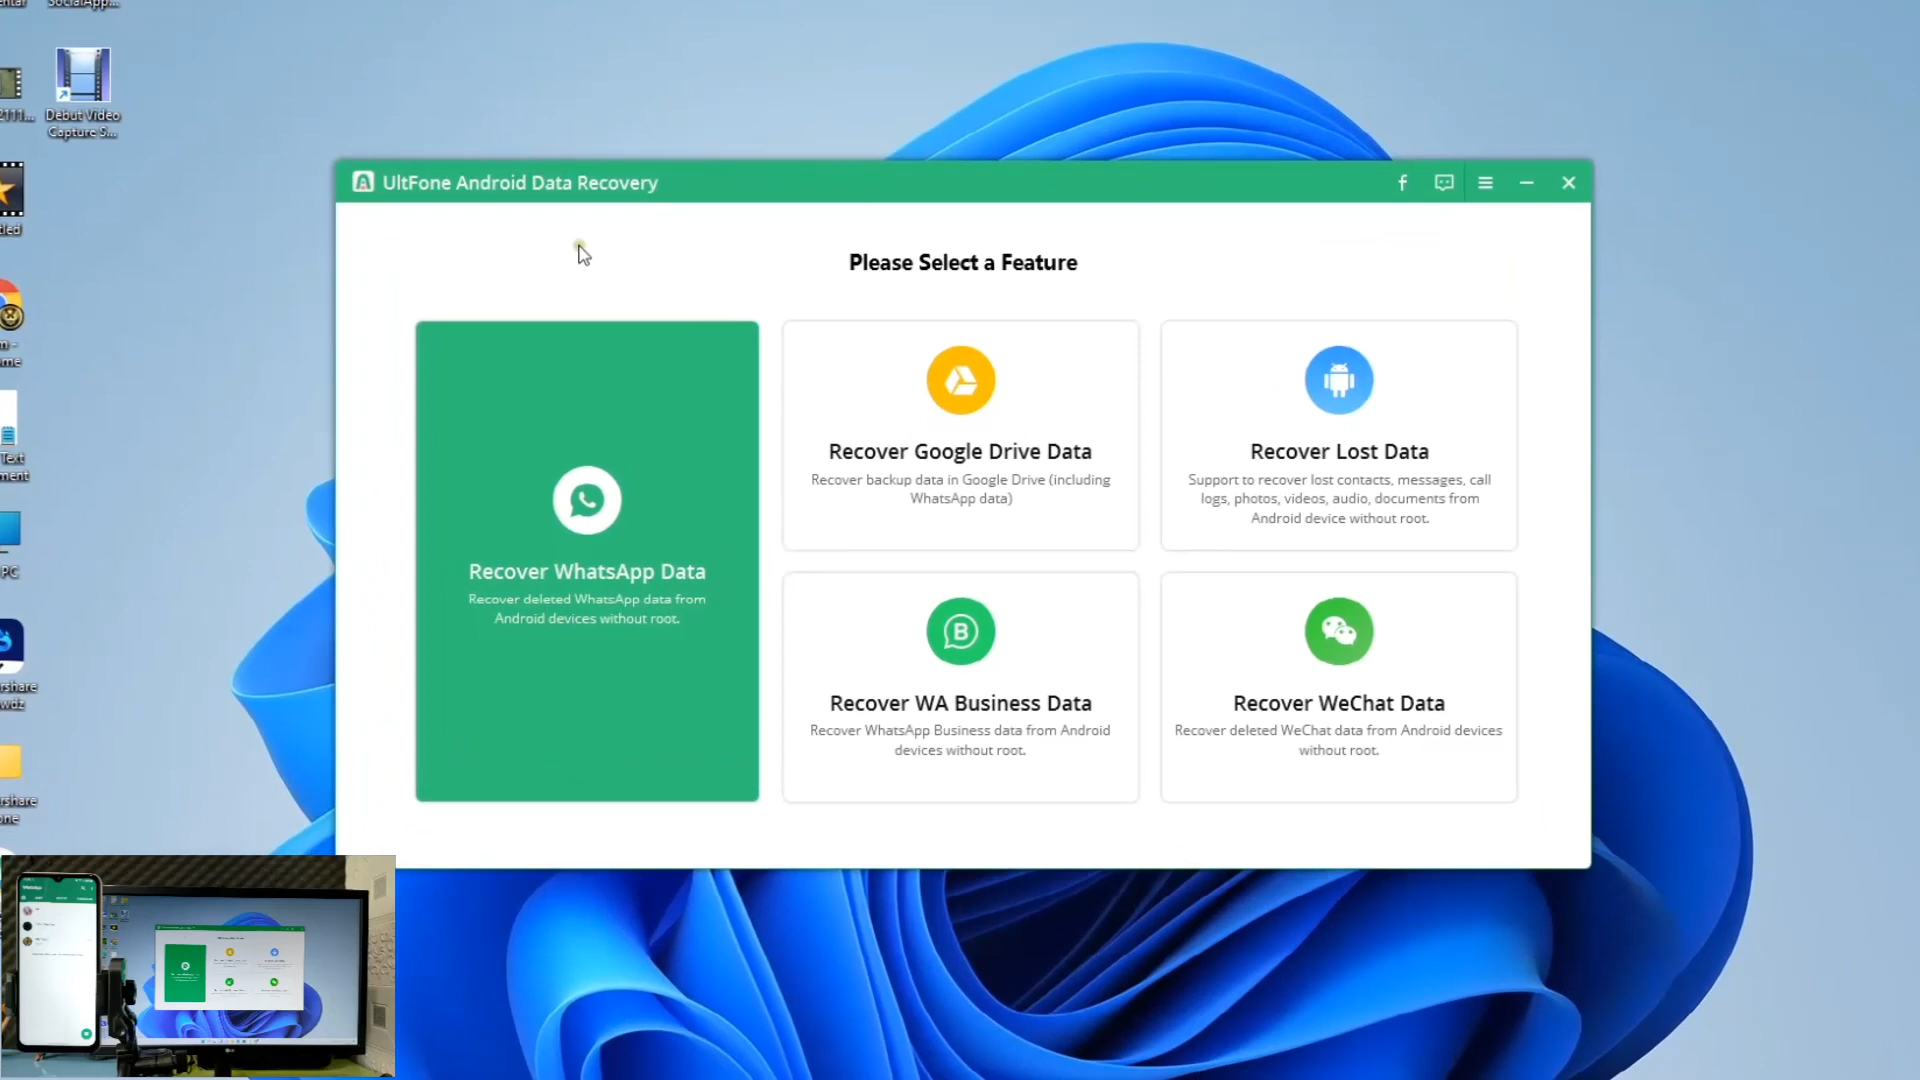 Debut Video
Capture S...
UltFone Android Data Recovery
Please Select a Feature
Recover WhatsApp Data
Recover deleted WhatsApp data from
Android devices without root.
Recover Google Drive Data
Recover backup data in Google Drive (including
WhatsApp data)
Recover Lost Data
Support to recover lost contacts, messages, call
logs, photos, videos, audio, documents from
Android device without root.
Recover WA Business Data
Recover WhatsApp Business data from Android
devices without root.
Recover WeChat Data
Recover deleted WeChat data from Android devices
without root.
Text
PC